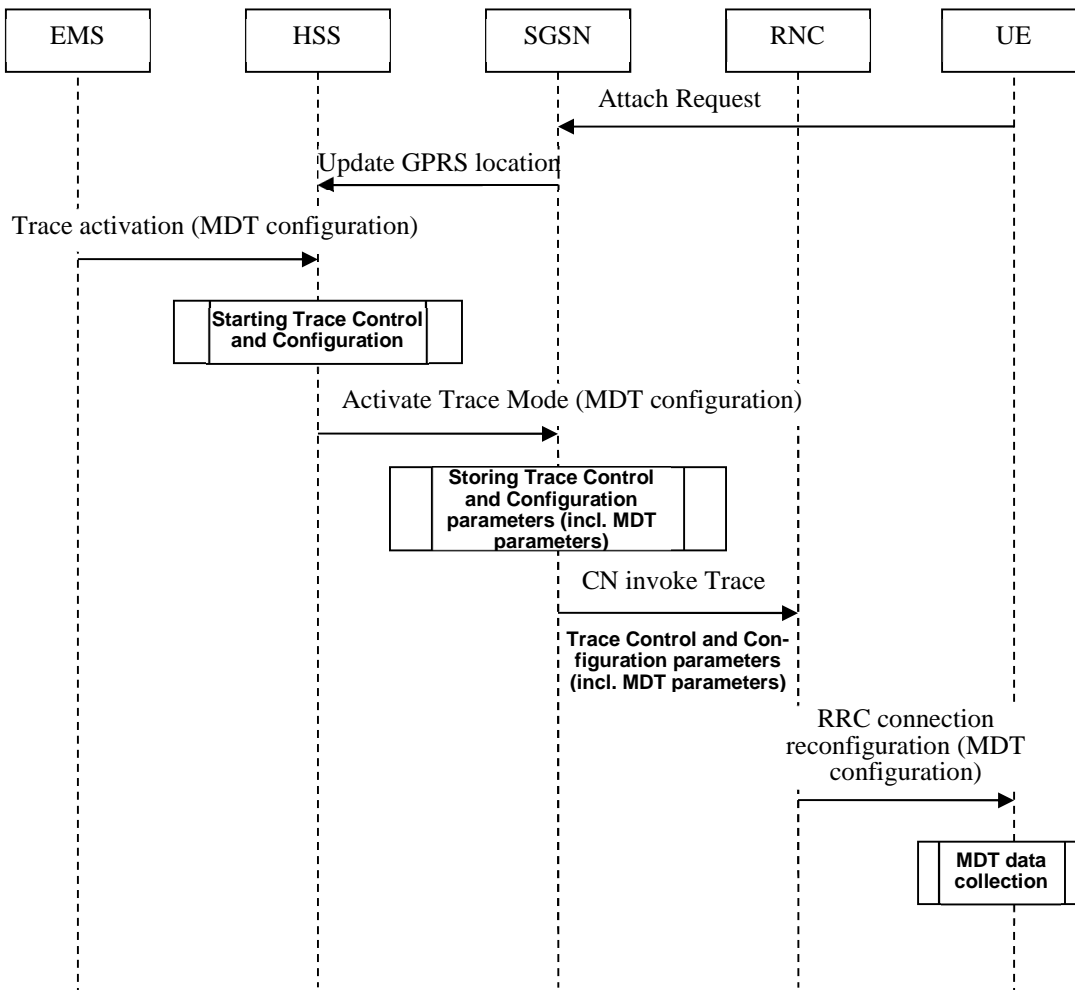 EMS
HSS
SGSN
RNC
UE
Attach Request
Update GPRS location
Trace activation (MDT configuration)
Starting Trace Control
and Configuration
Activate Trace Mode (MDT configuration)
Storing Trace Control
and Configuration
parameters (incl. MDT
parameters)
CN invoke Trace
Trace Control and Con-
figuration parameters
(incl. MDT parameters)
RRC connection
reconfiguration (MDT
configuration)
MDT data
collection